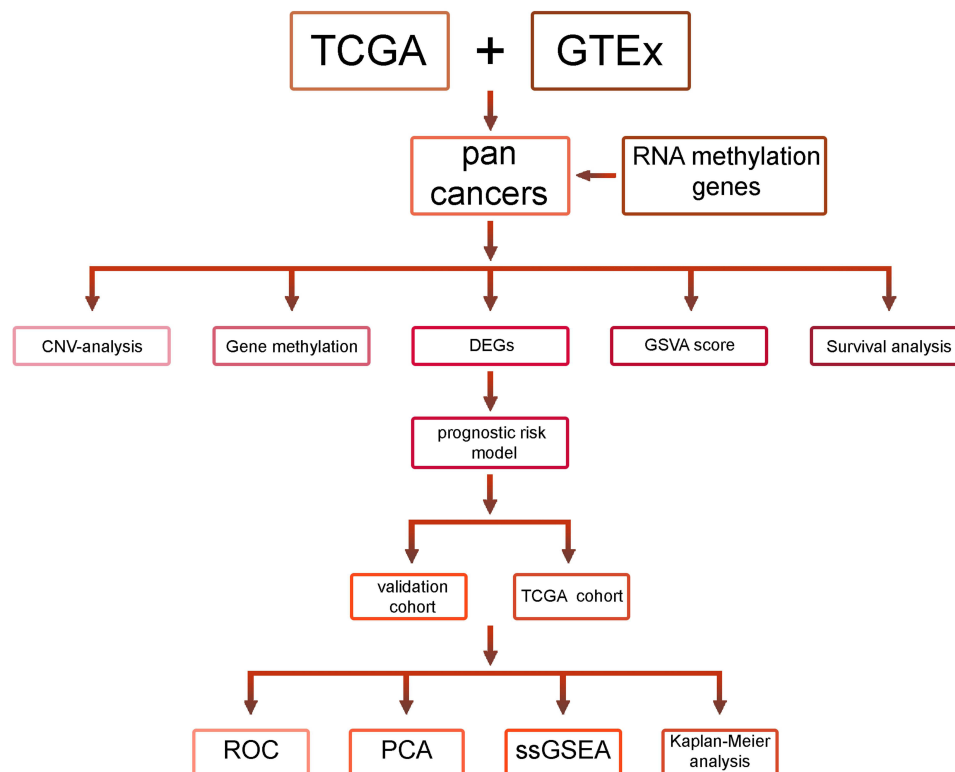 TCGA + GTEx
pan
cancers
RNA methylation
genes
CNV-analysis
Gene methylation
DEGs
GSVA score
Survival analysis
prognostic risk
model
validation
cohort
TCGA cohort
ROC
PCA
ssGSEA
Kaplan-Meier
analysis